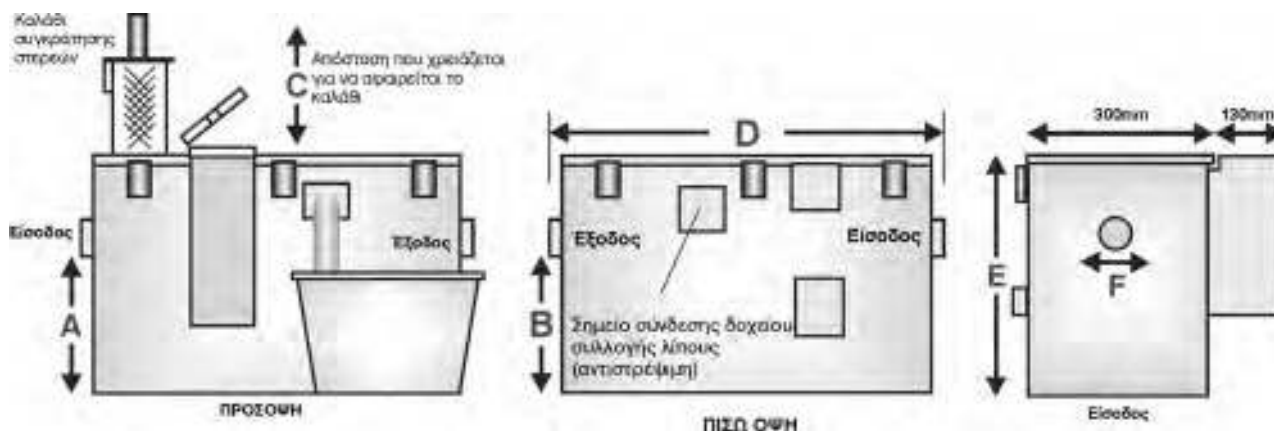 Καλάθι
συγκράτησης
στερεών
C
Απόσταση που χρειάζεται
για να αφαιρείται το
καλάθι
Είσοδος
Έξοδος
A
ΠΡΟΣΟΨΗ
D
Εξοδος
Είσοδος
B
Σημείο σύνδεσης δοχείου
συλλογής λίπους
(αντιστρέψιμη)
ΠΙΣΩ ΟΨΗ
300mm
130mm
E
F
Είσοδος